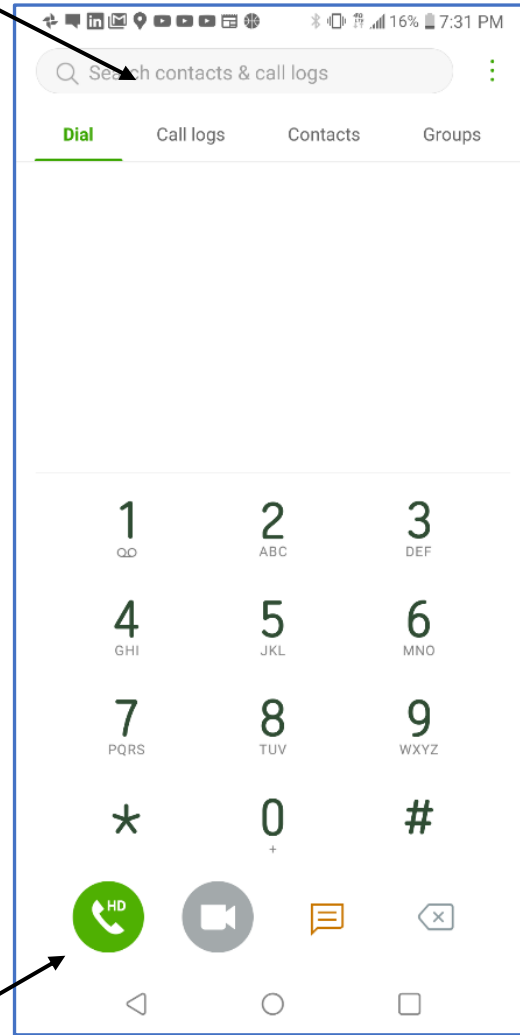 16% 7:31 PM
Search contacts & call logs
Dial Call logs Contacts Groups
1 2 3
ABC DEF
4 5 6
GHI JKL MNO
7 8 9
PQRS TUV WXYZ
* 0 #
+
HD